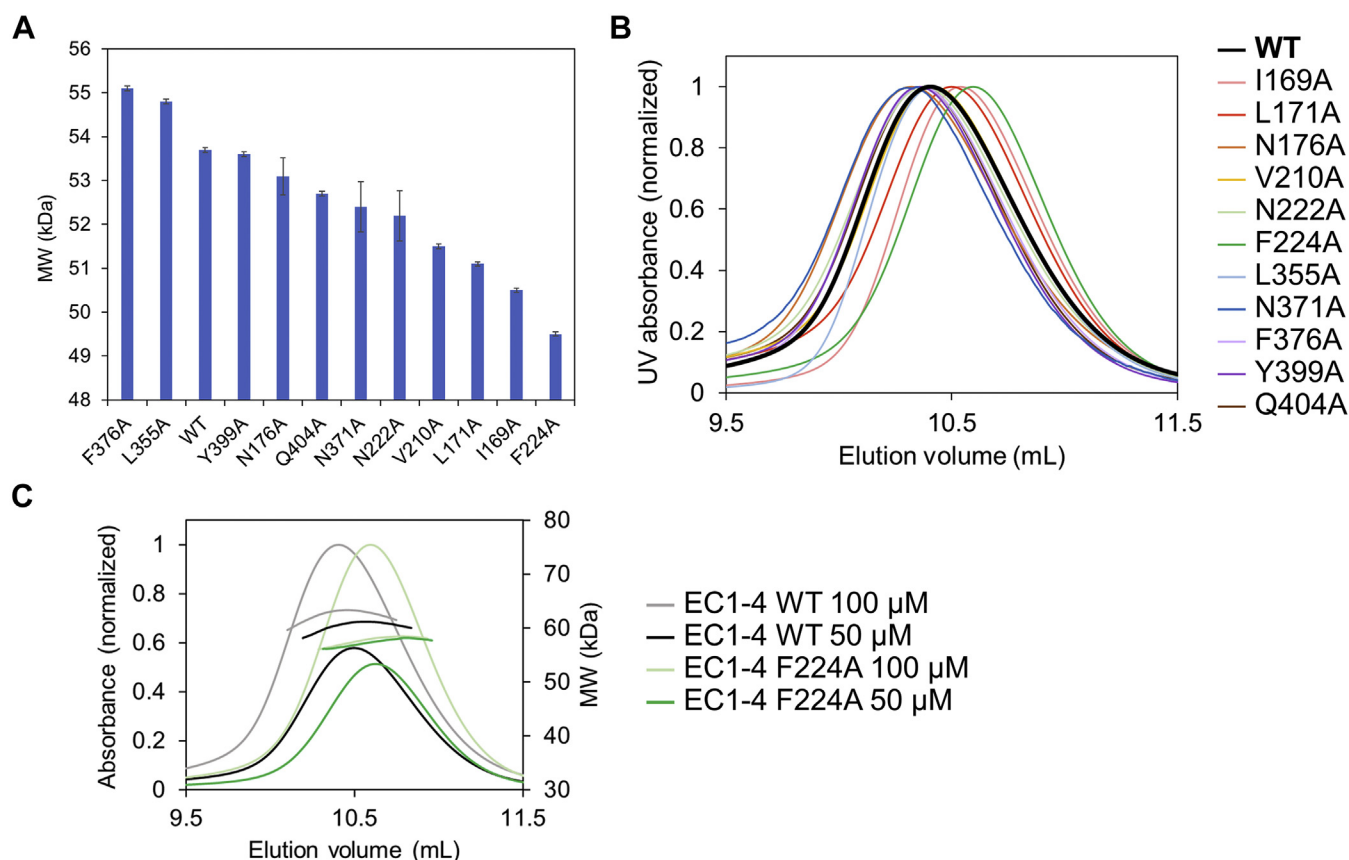 A
56
55
54
53
52
51
50
49
48
MW (kDa)
F376A
L355A
WT
Y399A
N176A
Q404A
N371A
N222A
V210A
L171A
I169A
F224A
B
1
0.8
0.6
0.4
0.2
0
UV absorbance (normalized)
9.5
10.5
11.5
Elution volume (mL)
WT
I169A
L171A
N176A
V210A
N222A
F224A
L355A
N371A
F376A
Y399A
Q404A
C
1
0.8
0.6
0.4
0.2
0
Absorbance (normalized)
80
70
60
50
40
30
MW (kDa)
9.5
10.5
11.5
Elution volume (mL)
EC1-4 WT 100 µM
EC1-4 WT 50 µM
EC1-4 F224A 100 µM
EC1-4 F224A 50 µM